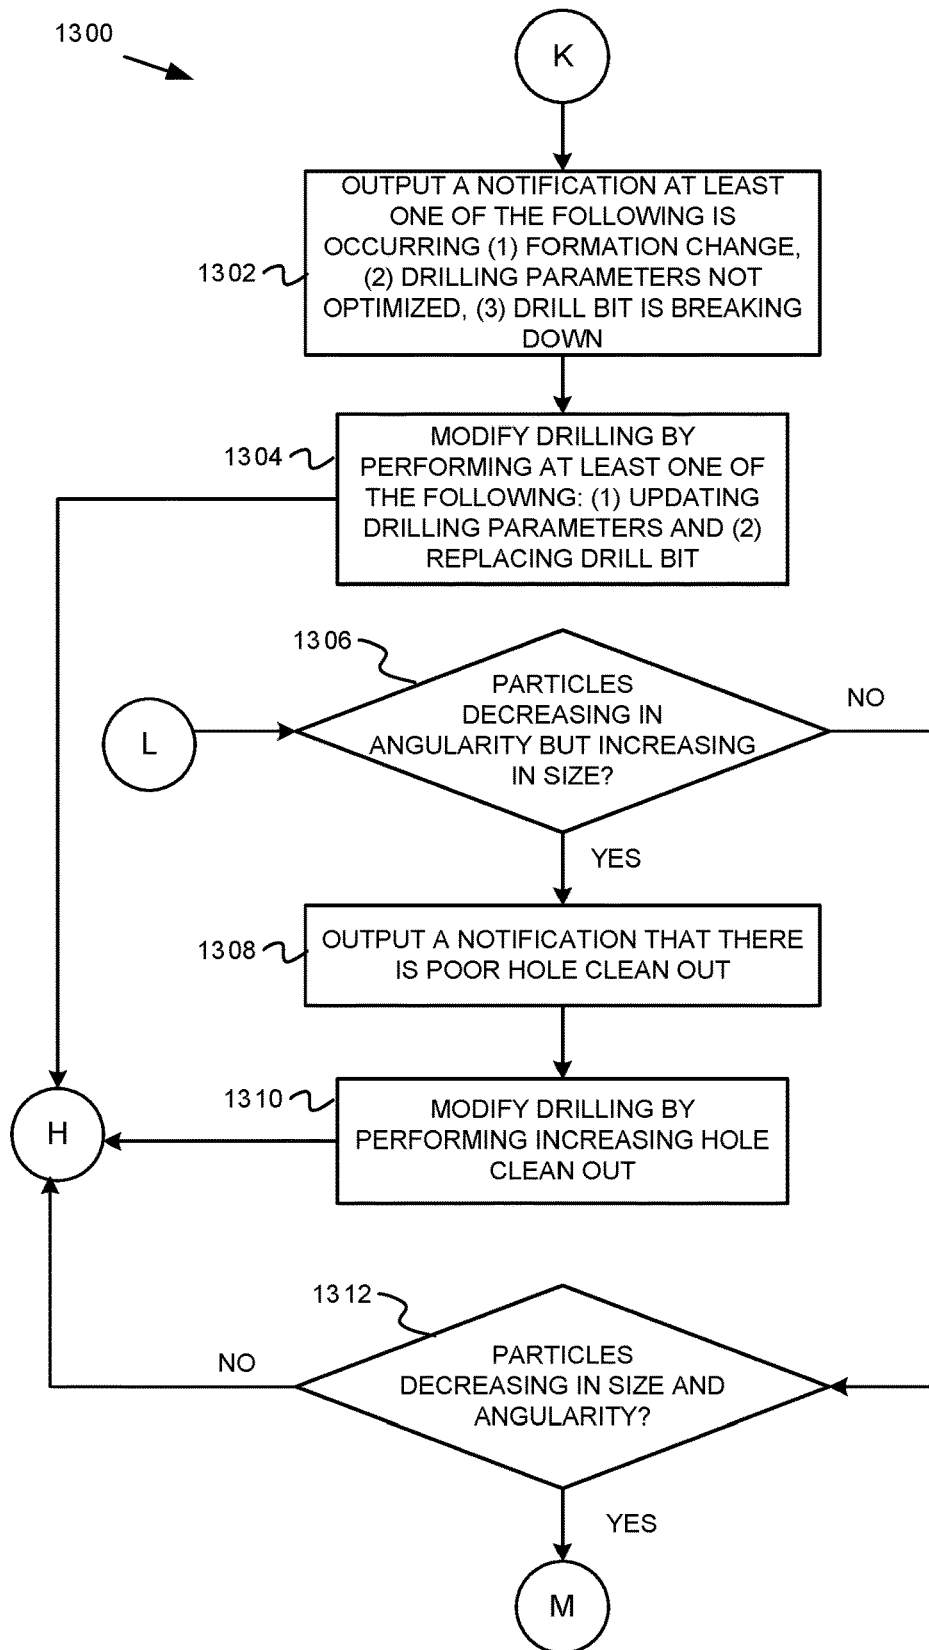 1300
K
OUTPUT A NOTIFICATION AT LEAST
ONE OF THE FOLLOWING IS
OCCURRING (1) FORMATION CHANGE,
(2) DRILLING PARAMETERS NOT
OPTIMIZED, (3) DRILL BIT IS BREAKING
DOWN
1302
MODIFY DRILLING BY
PERFORMING AT LEAST ONE OF
THE FOLLOWING: (1) UPDATING
DRILLING PARAMETERS AND (2)
REPLACING DRILL BIT
1304
1306
PARTICLES
DECREASING IN
ANGULARITY BUT INCREASING
IN SIZE?
NO
L
YES
1308
OUTPUT A NOTIFICATION THAT THERE
IS POOR HOLE CLEAN OUT
1310
MODIFY DRILLING BY
PERFORMING INCREASING HOLE
CLEAN OUT
H
1312
PARTICLES
DECREASING IN SIZE AND
ANGULARITY?
NO
YES
M